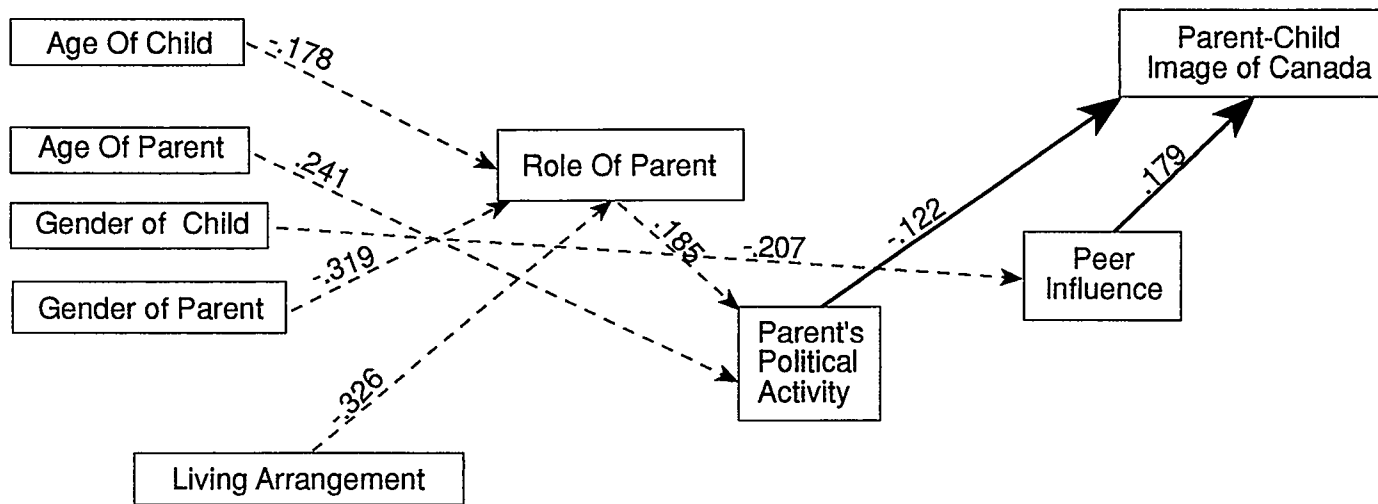 Age Of Child
-.178
Parent-Child
Image of Canada
Age Of Parent
.241
Role Of Parent
.179
Gender of Child
-.319
.185
-.207
-.122
Peer
Influence
Gender of Parent
Parent's
Political
Activity
-.326
Living Arrangement